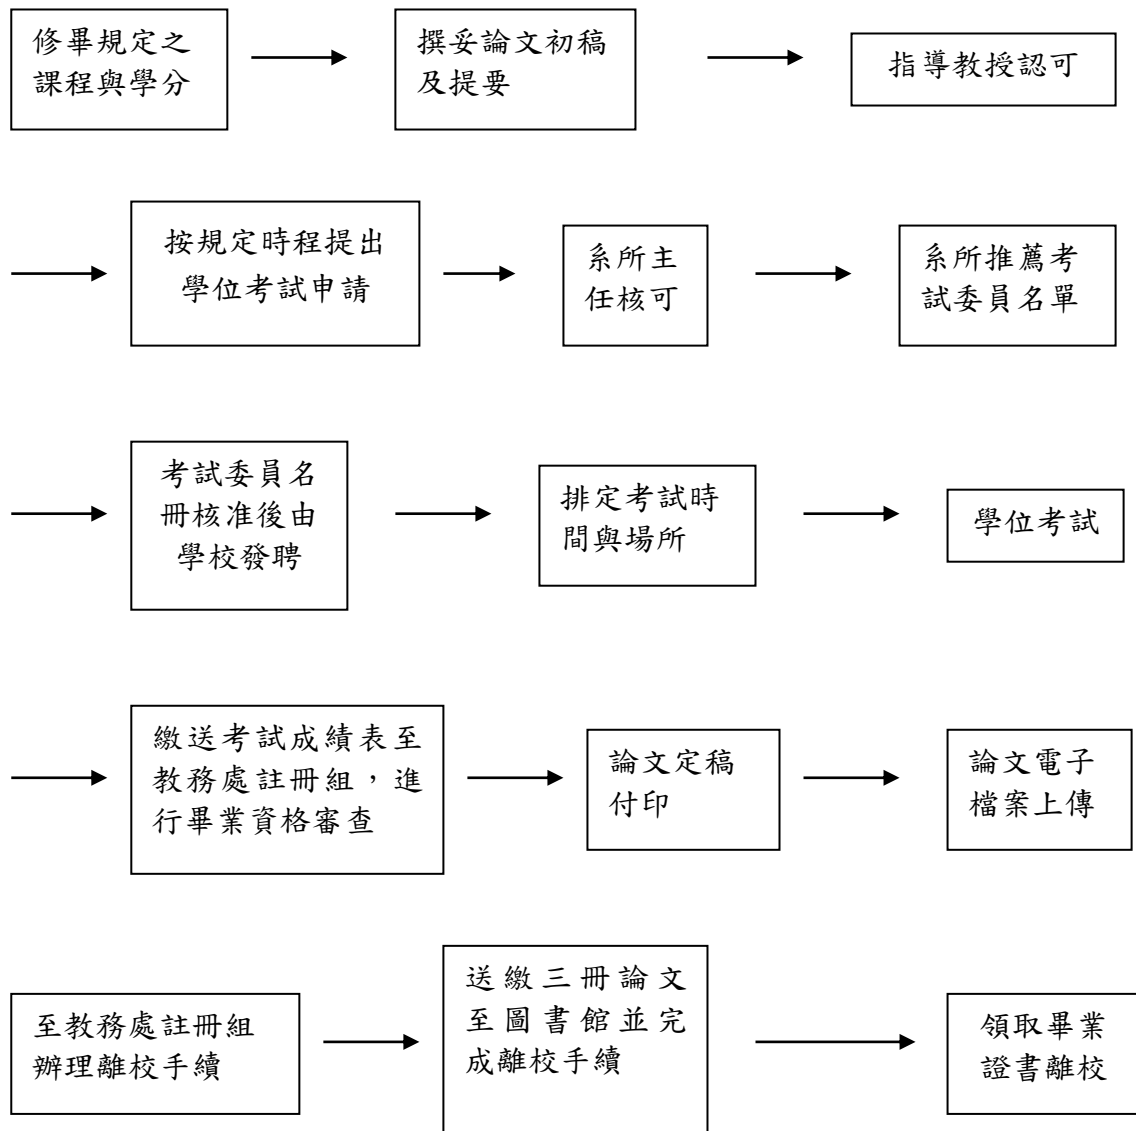 修畢規定之
課程與學分
撰妥論文初稿
及提要
指導教授認可
按規定時程提出
學位考試申請
系所主
任核可
系所推薦考
試委員名單
考試委員名
冊核准後由
學校發聘
排定考試時
間與場所
學位考試
繳送考試成績表至
教務處註冊組，進
行畢業資格審查
論文定稿
付印
論文電子
檔案上傳
至教務處註冊組
辦理離校手續
送繳三冊論文
至圖書館並完
成離校手續
領取畢業
證書離校